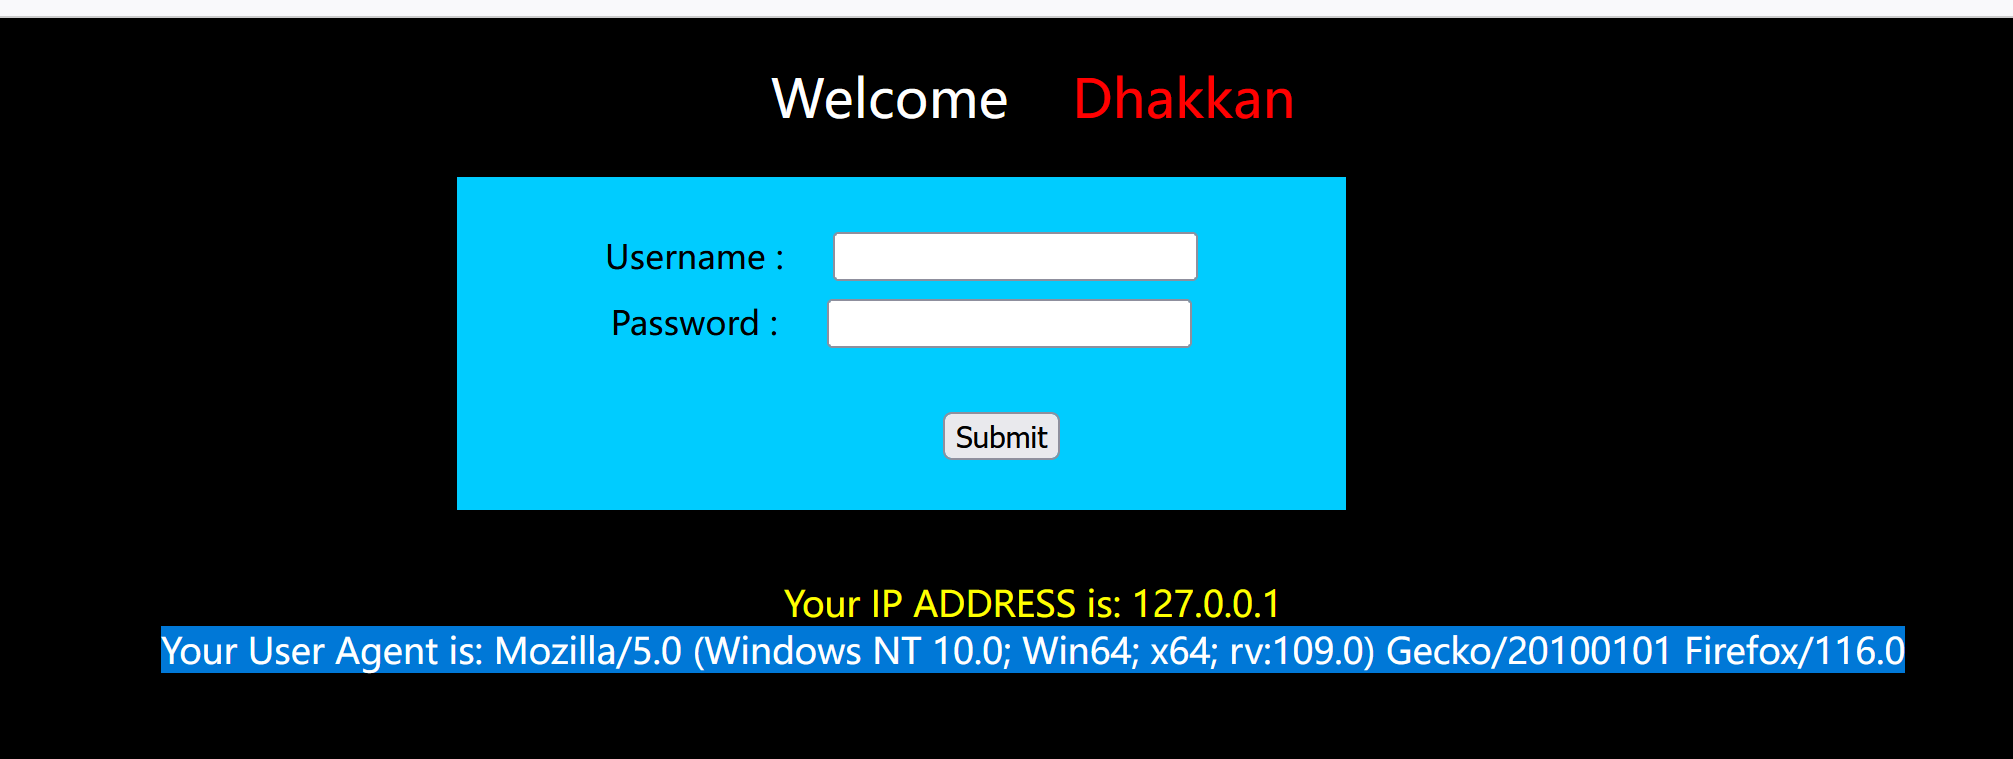 Welcome Dhakkan
Username :
Password :
Submit
Your IP ADDRESS is: 127.0.0.1
Your User Agent is: Mozilla/5.0 (Windows NT 10.0; Win64; x64; rv:109.0) Gecko/20100101 Firefox/116.0